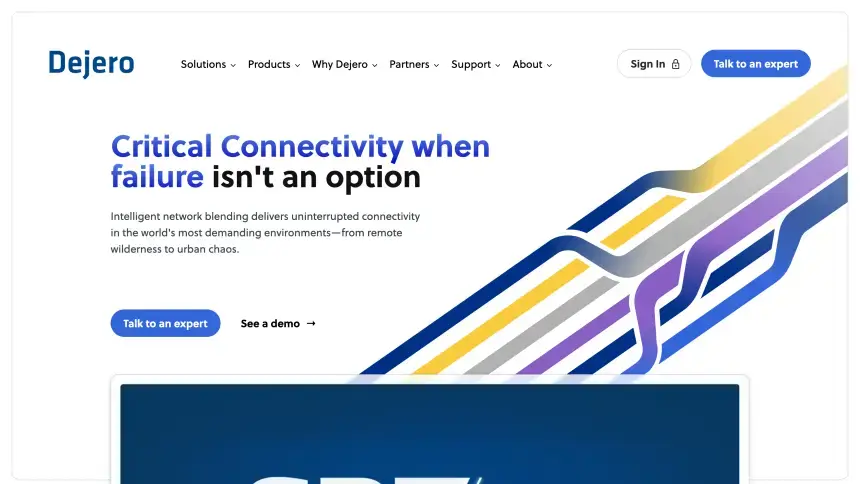 Dejero
Solutions Products Why Dejero Partners Support About
Sign In
Talk to an expert
Critical Connectivity when
failure isn't an option
Intelligent network blending delivers uninterrupted connectivity
in the world's most demanding environments—from remote
wilderness to urban chaos.
Talk to an expert
See a demo →